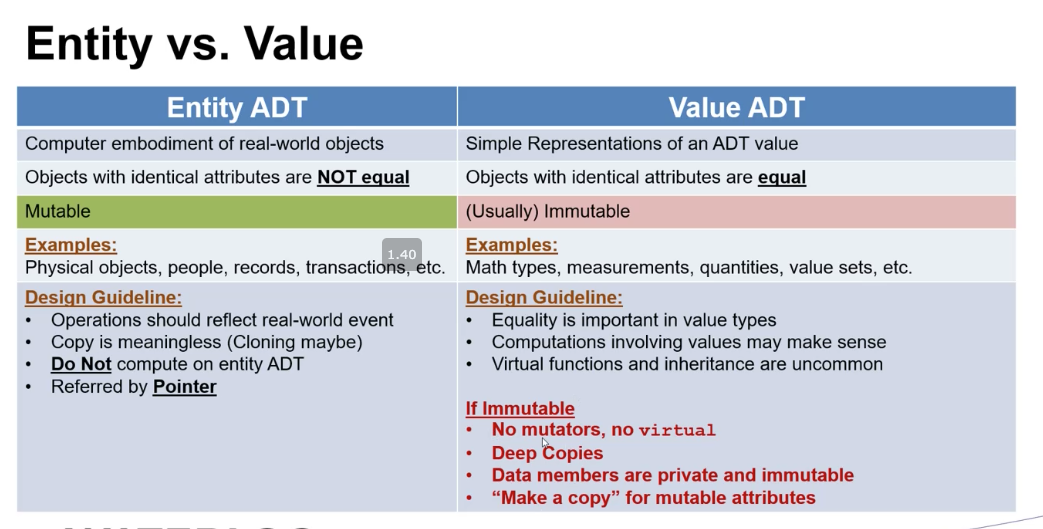 Entity vs. Value
Entity ADT
Value ADT
Computer embodiment of real-world objects
Simple Representations of an ADT value
Objects with identical attributes are NOT equal
Objects with identical attributes are equal
Mutable
(Usually) Immutable
Examples:
Physical objects, people, records, transactions, etc.
1.40
Examples:
Math types, measurements, quantities, value sets, etc.
Design Guideline:
• Operations should reflect real-world event
• Copy is meaningless (Cloning maybe)
• Do Not compute on entity ADT
• Referred by Pointer
Design Guideline:
• Equality is important in value types
• Computations involving values may make sense
• Virtual functions and inheritance are uncommon
If Immutable
• No mutators, no virtual
• Deep Copies
• Data members are private and immutable
• “Make a copy” for mutable attributes